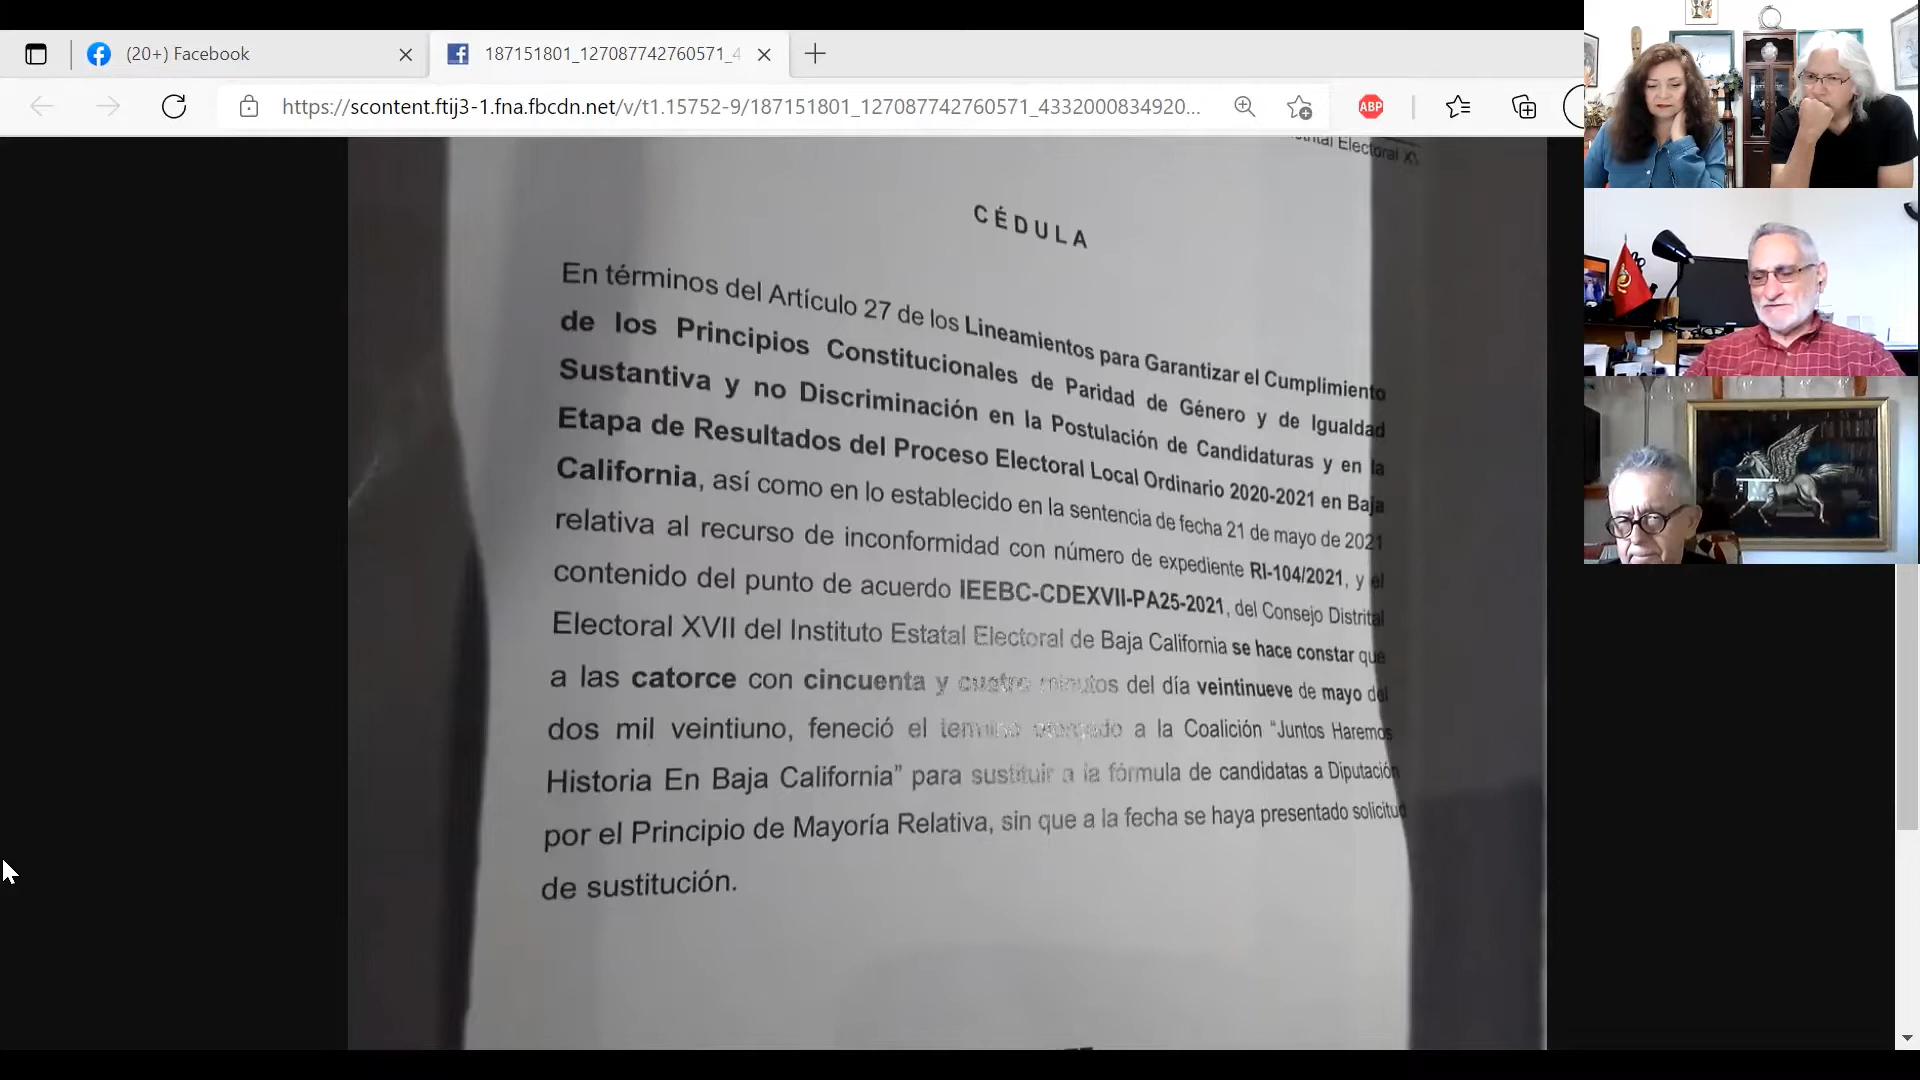 (20+) Facebook
187151801_127087742760571_4
https://scontent.ftij3-1.fna.fbcdn.net/v/t1.15752-9/187151801_127087742760571_4332000834920...
ABP
Electoral
CÉDULA
En términos del Artículo 27 de los Lineamientos para Garantizar el Cumplimiento
de los Principios Constitucionales de Paridad de Género y de Igualdad
Sustantiva y no Discriminación en la Postulación de Candidaturas y en la
Etapa de Resultados del Proceso Electoral Local Ordinario 2020-2021 en Baja
California, así como en lo establecido en la sentencia de fecha 21 de mayo de 2021
relativa al recurso de inconformidad con número de expediente RI-104/2021, y el
contenido del punto de acuerdo IEEBC-CDEXVII-PA25-2021, del Consejo Distrital
Electoral XVII del Instituto Estatal Electoral de Baja California se hace constar que
a las catorce con cincuenta y cuatro minutos del día veintinueve de mayo del
dos mil veintiuno, feneció el termino otorgado a la Coalición “Juntos Haremos
Historia En Baja California” para sustituir a la fórmula de candidatas a Diputación
por el Principio de Mayoría Relativa, sin que a la fecha se haya presentado solicitud
de sustitución.